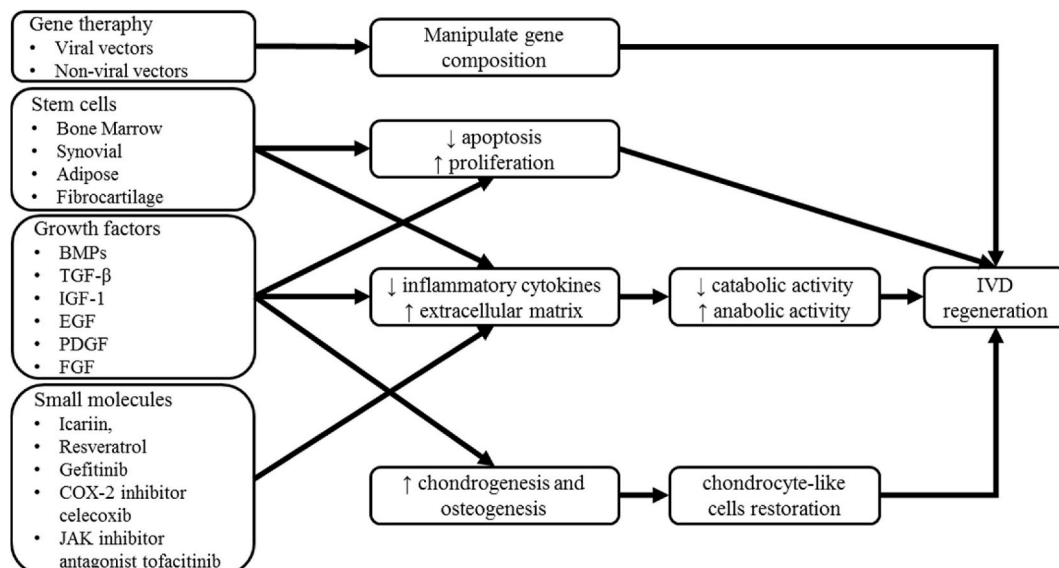 Gene theraphy
• Viral vectors
• Non-viral vectors
Manipulate gene
composition
Stem cells
• Bone Marrow
• Synovial
• Adipose
• Fibrocartilage
↓ apoptosis
↑ proliferation
Growth factors
• BMPs
• TGF-β
• IGF-1
• EGF
• PDGF
• FGF
↓ inflammatory cytokines
↑ extracellular matrix
↓ catabolic activity
↑ anabolic activity
IVD
regeneration
Small molecules
• Icariin,
• Resveratrol
• Gefitinib
• COX-2 inhibitor
celecoxib
• JAK inhibitor
antagonist tofacitinib
↑ chondrogenesis and
osteogenesis
chondrocyte-like
cells restoration